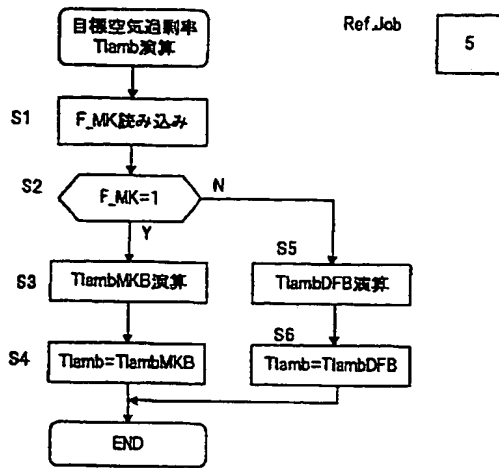 目標空気過剰率
Tlamb演算
Ref.Job
5
S1
F_MK読み込み
S2
F_MK=1
N
Y
S3
TlambMKB演算
S5
TlambDFB演算
S4
Tlamb=TlambMKB
S6
Tlamb=TlambDFB
END